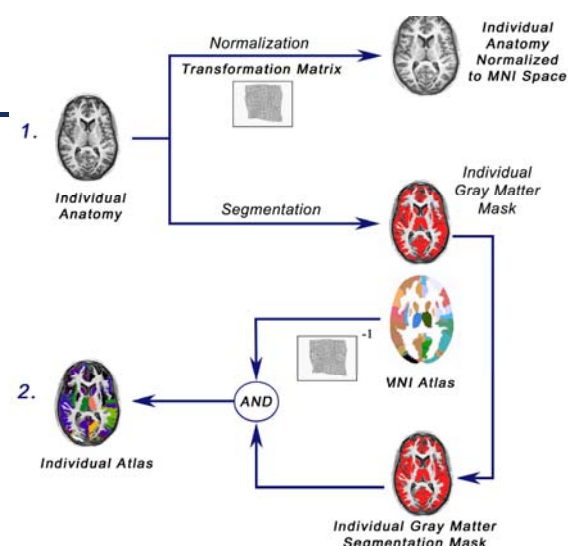 Normalization
Transformation Matrix
Individual
Anatomy
Normalized
to MNI Space
1.
Individual
Anatomy
Segmentation
Individual
Gray Matter
Mask
-1
MNI Atlas
2.
AND
Individual Atlas
Individual Gray Matter
Segmentation Mask